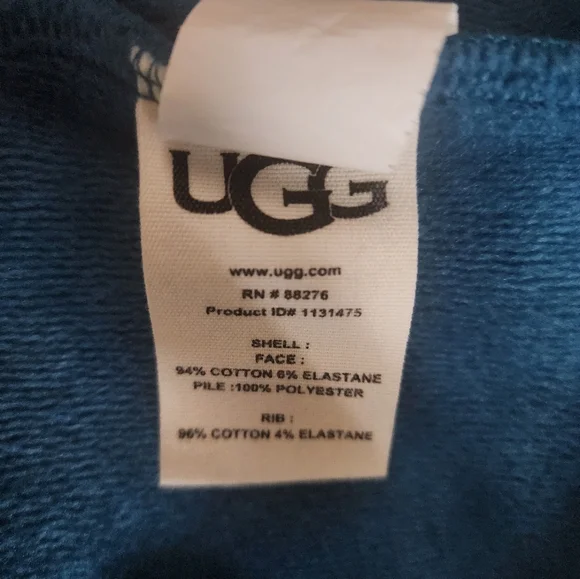 UGG
www.ugg.com
RN # 88276
Product ID# 1131475
SHELL :
FACE :
94% COTTON 6% ELASTANE
PILE :100% POLYESTER
RIB :
96% COTTON 4% ELASTANE